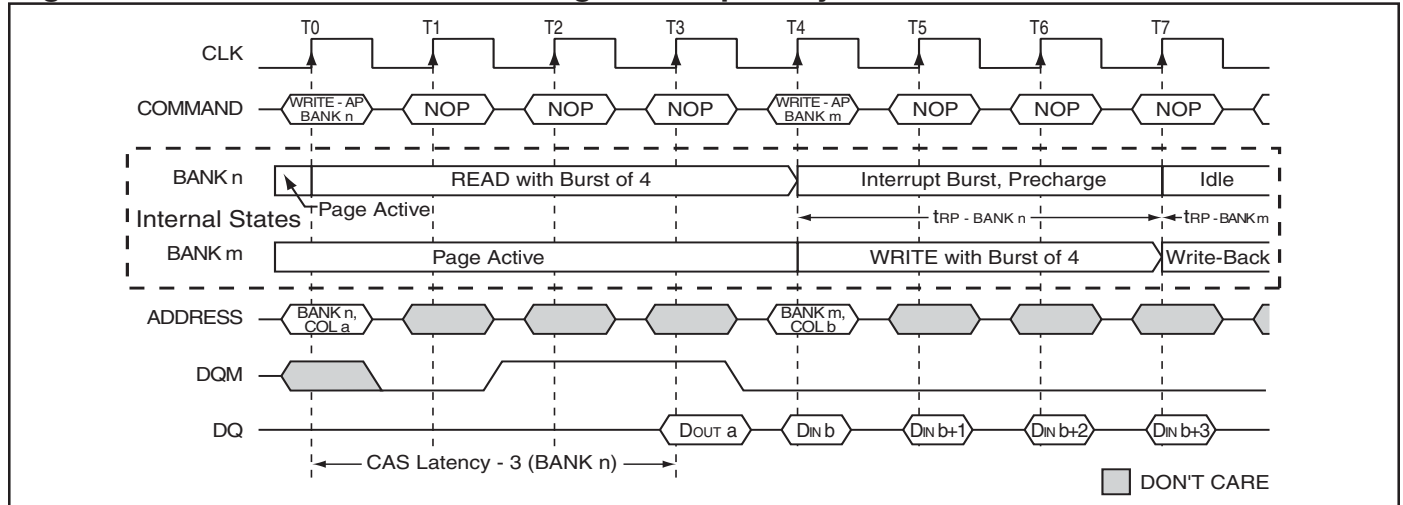 T0 T1 T2 T3 T4 T5 T6 T7
CLK
COMMAND WRITE - AP BANK n NOP NOP NOP WRITE - AP BANK m NOP NOP NOP
BANK n READ with Burst of 4 Interrupt Burst, Precharge Idle
Page Active
Internal States
tRP - BANK n tRP - BANK m
BANK m Page Active WRITE with Burst of 4 Write-Back
ADDRESS BANK n, COL a BANK m, COL b
DQM
DQ DOUT a DIN b DIN b+1 DIN b+2 DIN b+3
CAS Latency - 3 (BANK n)
DON'T CARE